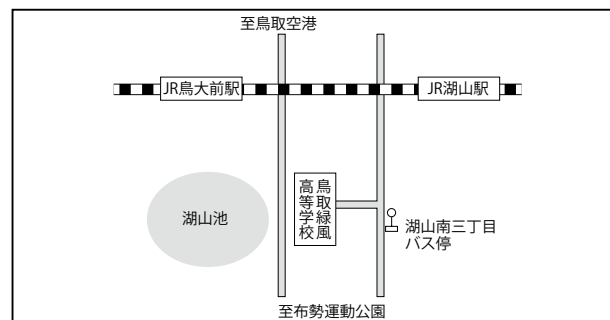 至鳥取空港
JR鳥大前駅
JR湖山駅
湖山池
鳥取緑風
高等学校
湖山南三丁目
バス停
至布勢運動公園